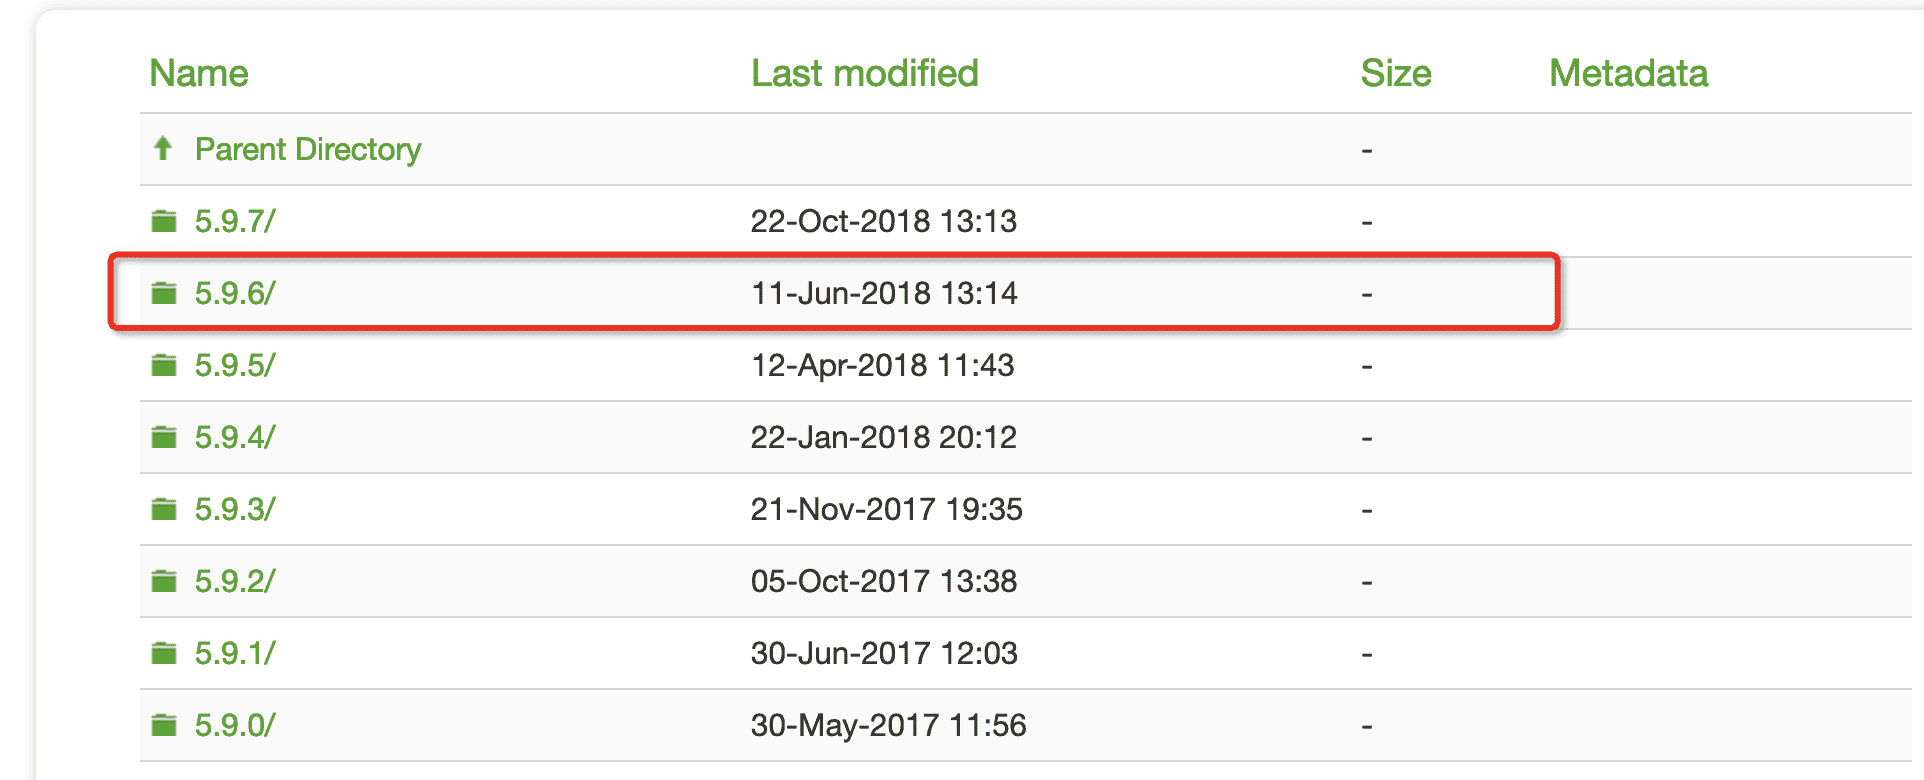 Name Last modified Size Metadata
Parent Directory -
5.9.7/ 22-Oct-2018 13:13 -
5.9.6/ 11-Jun-2018 13:14 -
5.9.5/ 12-Apr-2018 11:43 -
5.9.4/ 22-Jan-2018 20:12 -
5.9.3/ 21-Nov-2017 19:35 -
5.9.2/ 05-Oct-2017 13:38 -
5.9.1/ 30-Jun-2017 12:03 -
5.9.0/ 30-May-2017 11:56 -